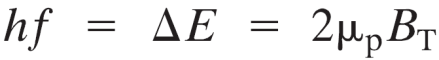 hf = ΔE = 2μ_p B_T